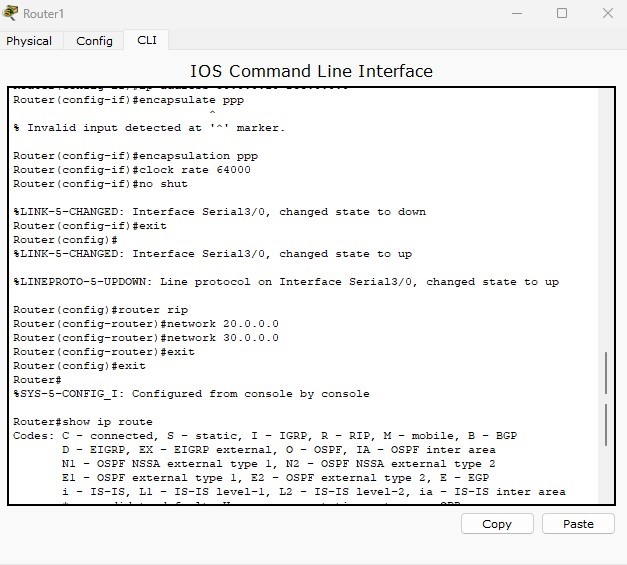 Router1
Physical Config CLI
IOS Command Line Interface
Router(config-if)#encapsulate ppp
^
% Invalid input detected at '^' marker.
Router(config-if)#encapsulation ppp
Router(config-if)#clock rate 64000
Router(config-if)#no shut
%LINK-5-CHANGED: Interface Serial3/0, changed state to down
Router(config-if)#exit
Router(config)#
%LINK-5-CHANGED: Interface Serial3/0, changed state to up
%LINEPROTO-5-UPDOWN: Line protocol on Interface Serial3/0, changed state to up
Router(config)#router rip
Router(config-router)#network 20.0.0.0
Router(config-router)#network 30.0.0.0
Router(config-router)#exit
Router(config)#exit
Router#
%SYS-5-CONFIG_I: Configured from console by console
Router#show ip route
Codes: C - connected, S - static, I - IGRP, R - RIP, M - mobile, B - BGP
D - EIGRP, EX - EIGRP external, O - OSPF, IA - OSPF inter area
N1 - OSPF NSSA external type 1, N2 - OSPF NSSA external type 2
E1 - OSPF external type 1, E2 - OSPF external type 2, E - EGP
i - IS-IS, L1 - IS-IS level-1, L2 - IS-IS level-2, ia - IS-IS inter area
Copy Paste